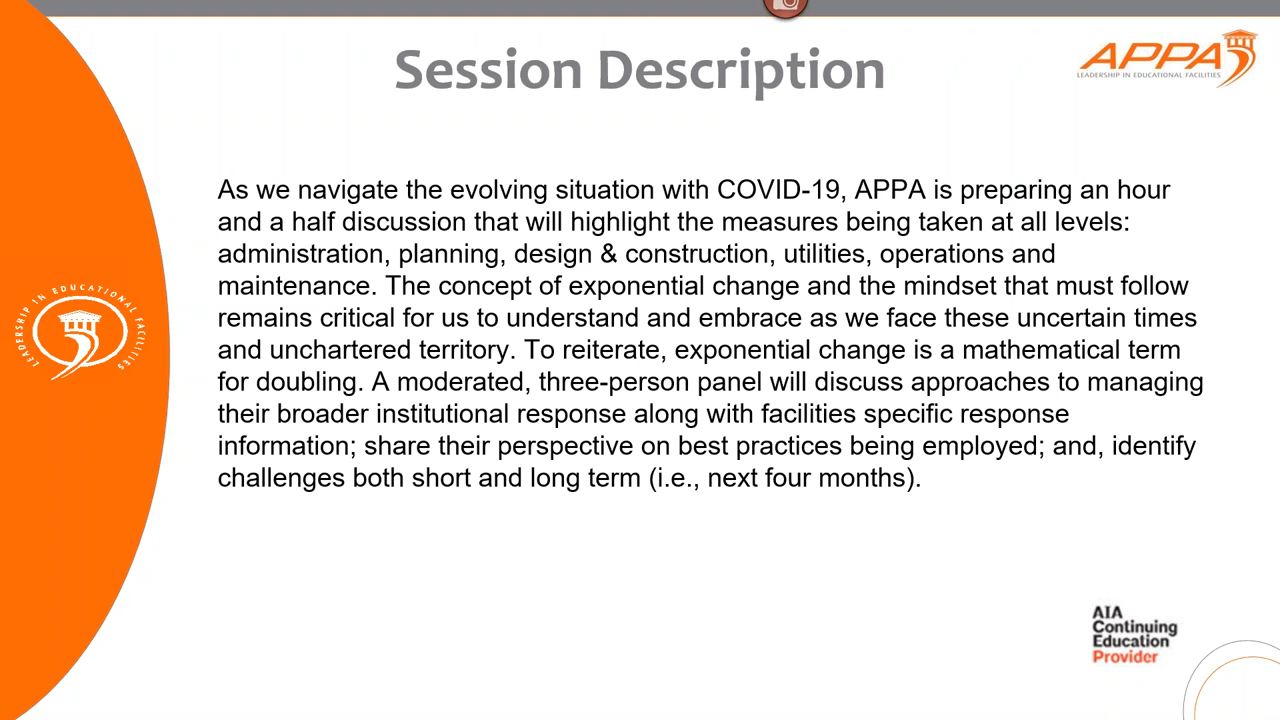 Session Description
APPA
LEADERSHIP IN EDUCATIONAL FACILITIES
As we navigate the evolving situation with COVID-19, APPA is preparing an hour
and a half discussion that will highlight the measures being taken at all levels:
administration, planning, design & construction, utilities, operations and
maintenance. The concept of exponential change and the mindset that must follow
remains critical for us to understand and embrace as we face these uncertain times
and unchartered territory. To reiterate, exponential change is a mathematical term
for doubling. A moderated, three-person panel will discuss approaches to managing
their broader institutional response along with facilities specific response
information; share their perspective on best practices being employed; and, identify
challenges both short and long term (i.e., next four months).
LEADERSHIP IN EDUCATIONAL FACILITIES
AIA
Continuing
Education
Provider